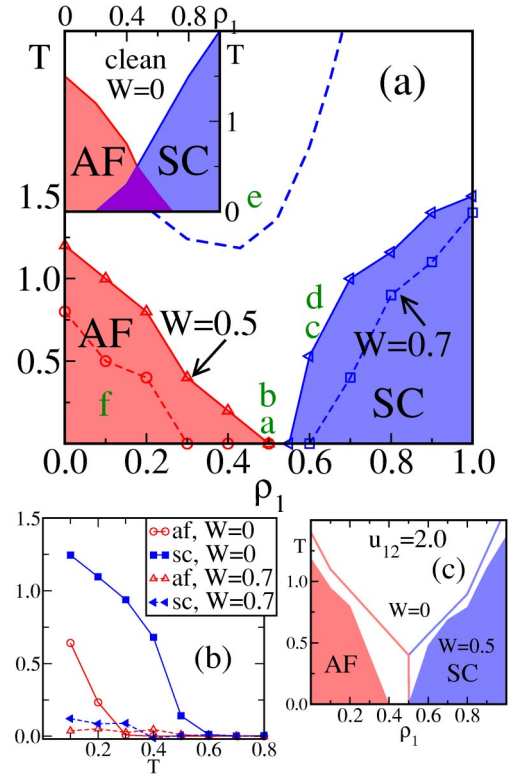 0 0.4 0.8 ρ1
T
clean
W=0
T
(a)
AF SC
1
0
e
1.5
1.0
0.5
AF
W=0.5
d
c
W=0.7
f
b
a
SC
0.0 0.2 0.4 0.6 0.8 1.0
ρ1
1.5
1.0
0.5
0.0
af, W=0
sc, W=0
af, W=0.7
sc, W=0.7
(b)
0.2 0.4 0.6 0.8
T
T
1.0
0.5
0.0
u12=2.0
(c)
W=0
AF
W=0.5
SC
0.2 0.4 0.6 0.8
ρ1